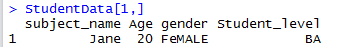 > StudentData[1,]
subject_name Age gender Student_level
1 Jane 20 FeMALE BA